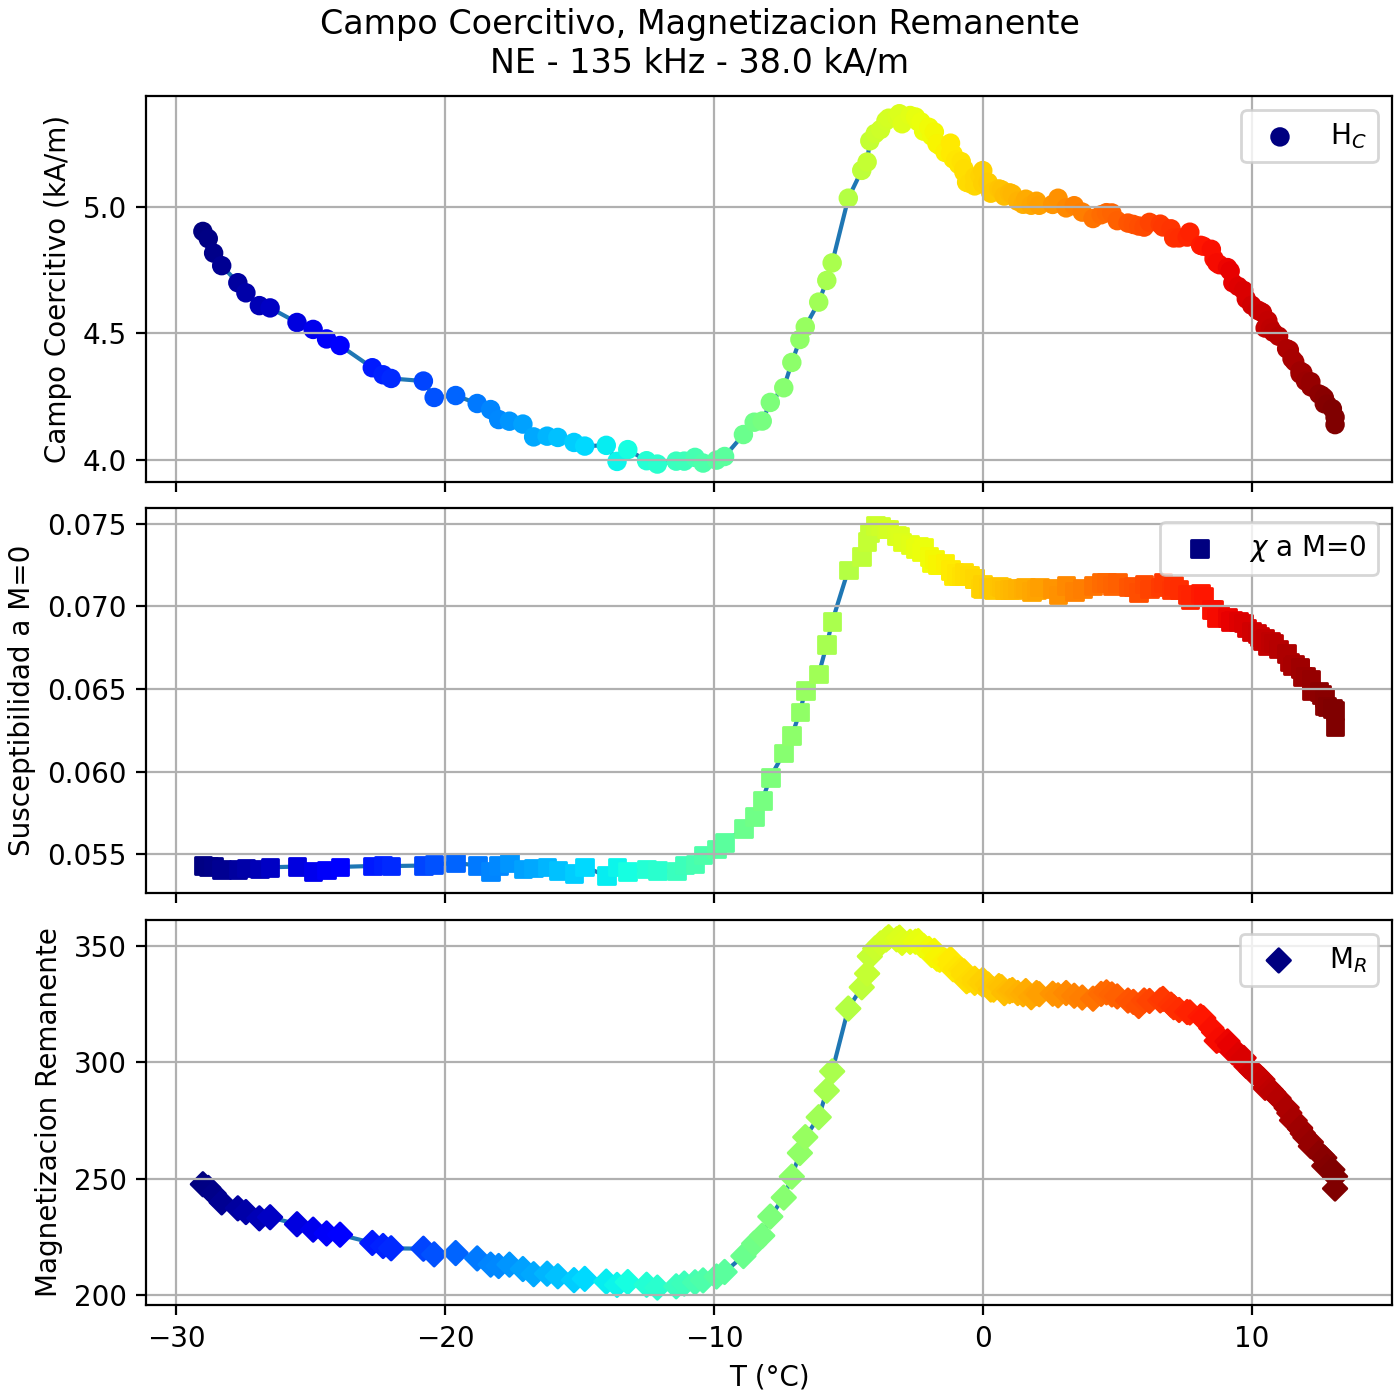 Campo Coercitivo, Magnetizacion Remanente
NE - 135 kHz - 38.0 kA/m
Campo Coercitivo (kA/m)
5.0
4.5
4.0
H_C
Susceptibilidad a M=0
0.075
0.070
0.065
0.060
0.055
χ a M=0
Magnetizacion Remanente
350
300
250
200
M_R
−30 −20 −10 0 10
T (°C)